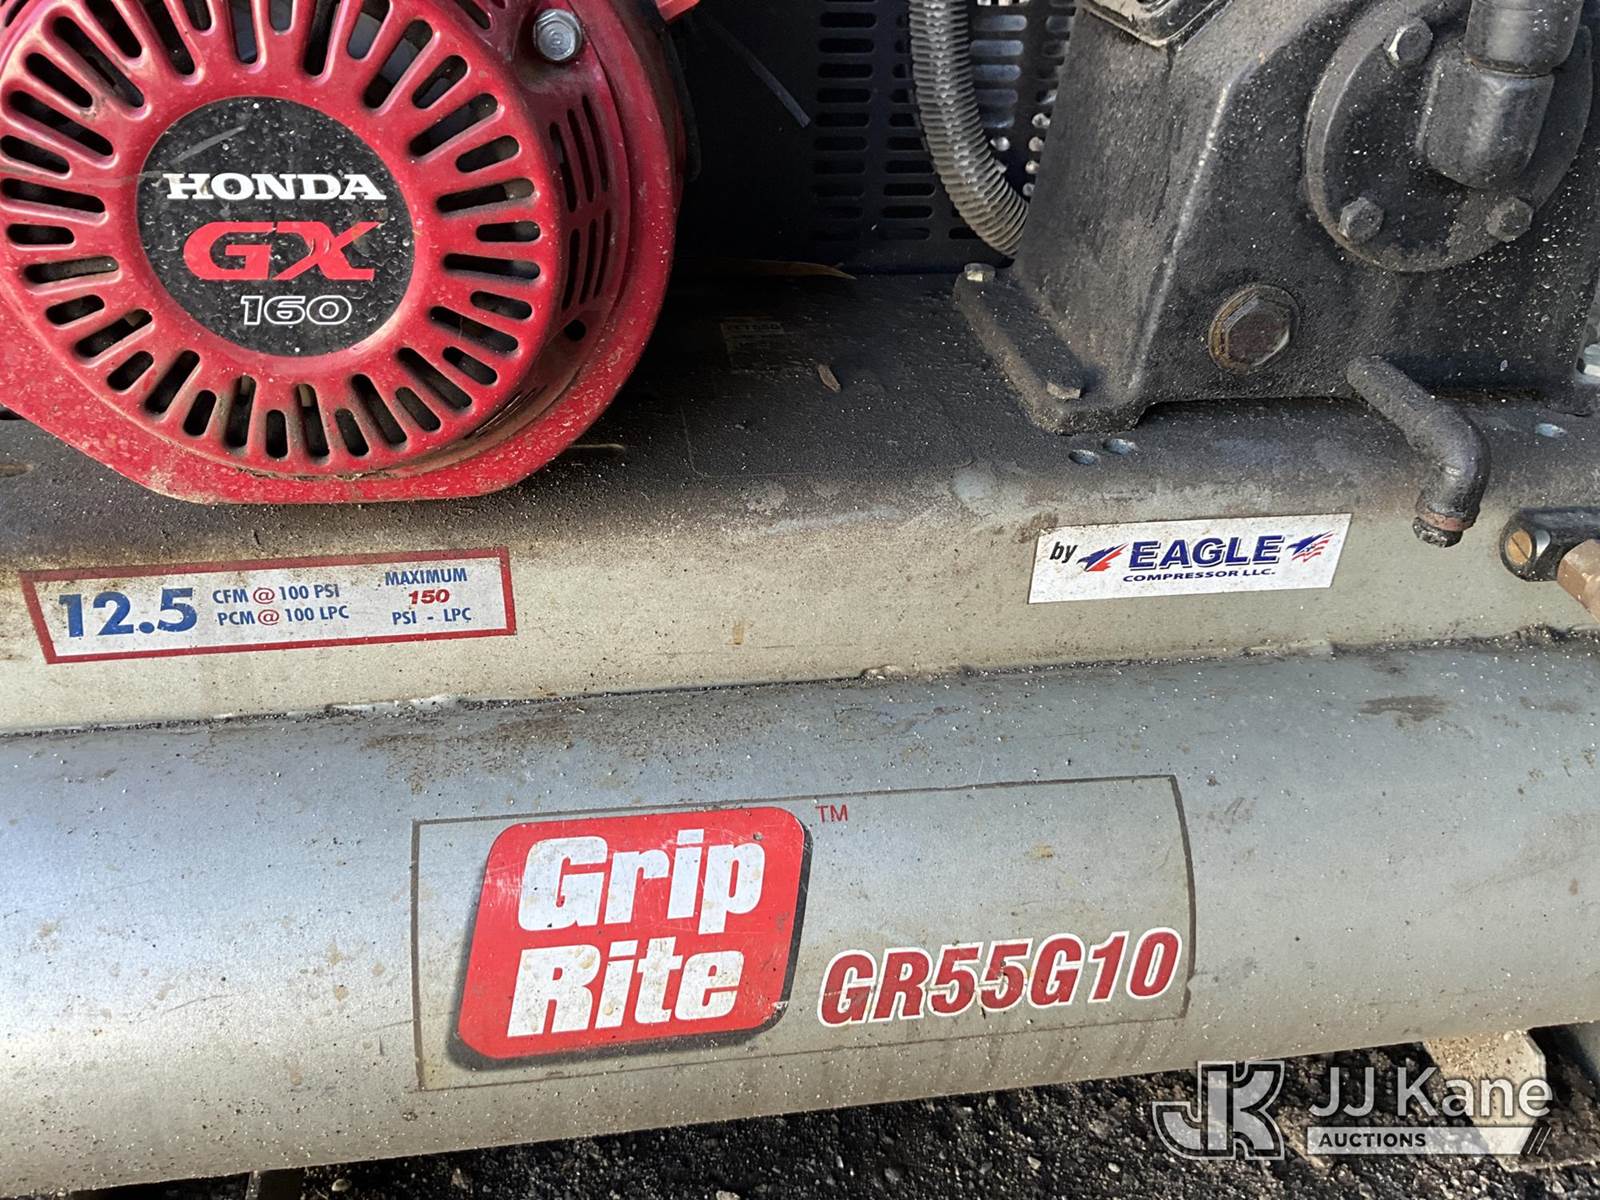 HONDA
GX
160
12.5
CFM @ 100 PSI
PCM @ 100 LPC
MAXIMUM
150
PSI - LPC
by EAGLE
COMPRESSOR LLC.
Grip
Rite
TM
GR55G10
JK JJ Kane
AUCTIONS